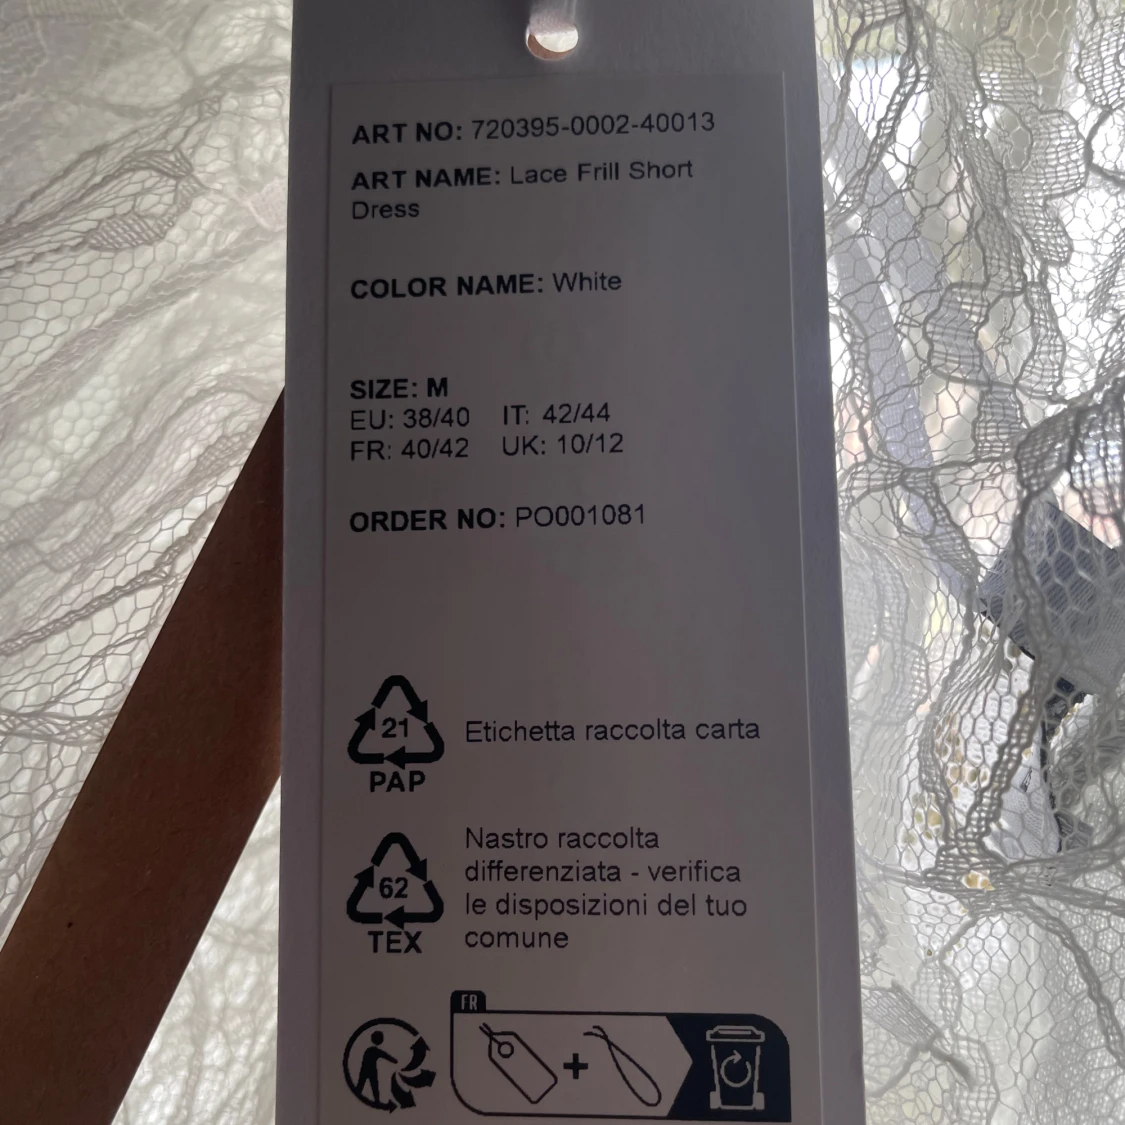 ART NO: 720395-0002-40013
ART NAME: Lace Frill Short
Dress
COLOR NAME: White
SIZE: M
EU: 38/40 IT: 42/44
FR: 40/42 UK: 10/12
ORDER NO: PO001081
21
PAP
Etichetta raccolta carta
62
TEX
Nastro raccolta
differenziata - verifica
le disposizioni del tuo
comune
FR
+